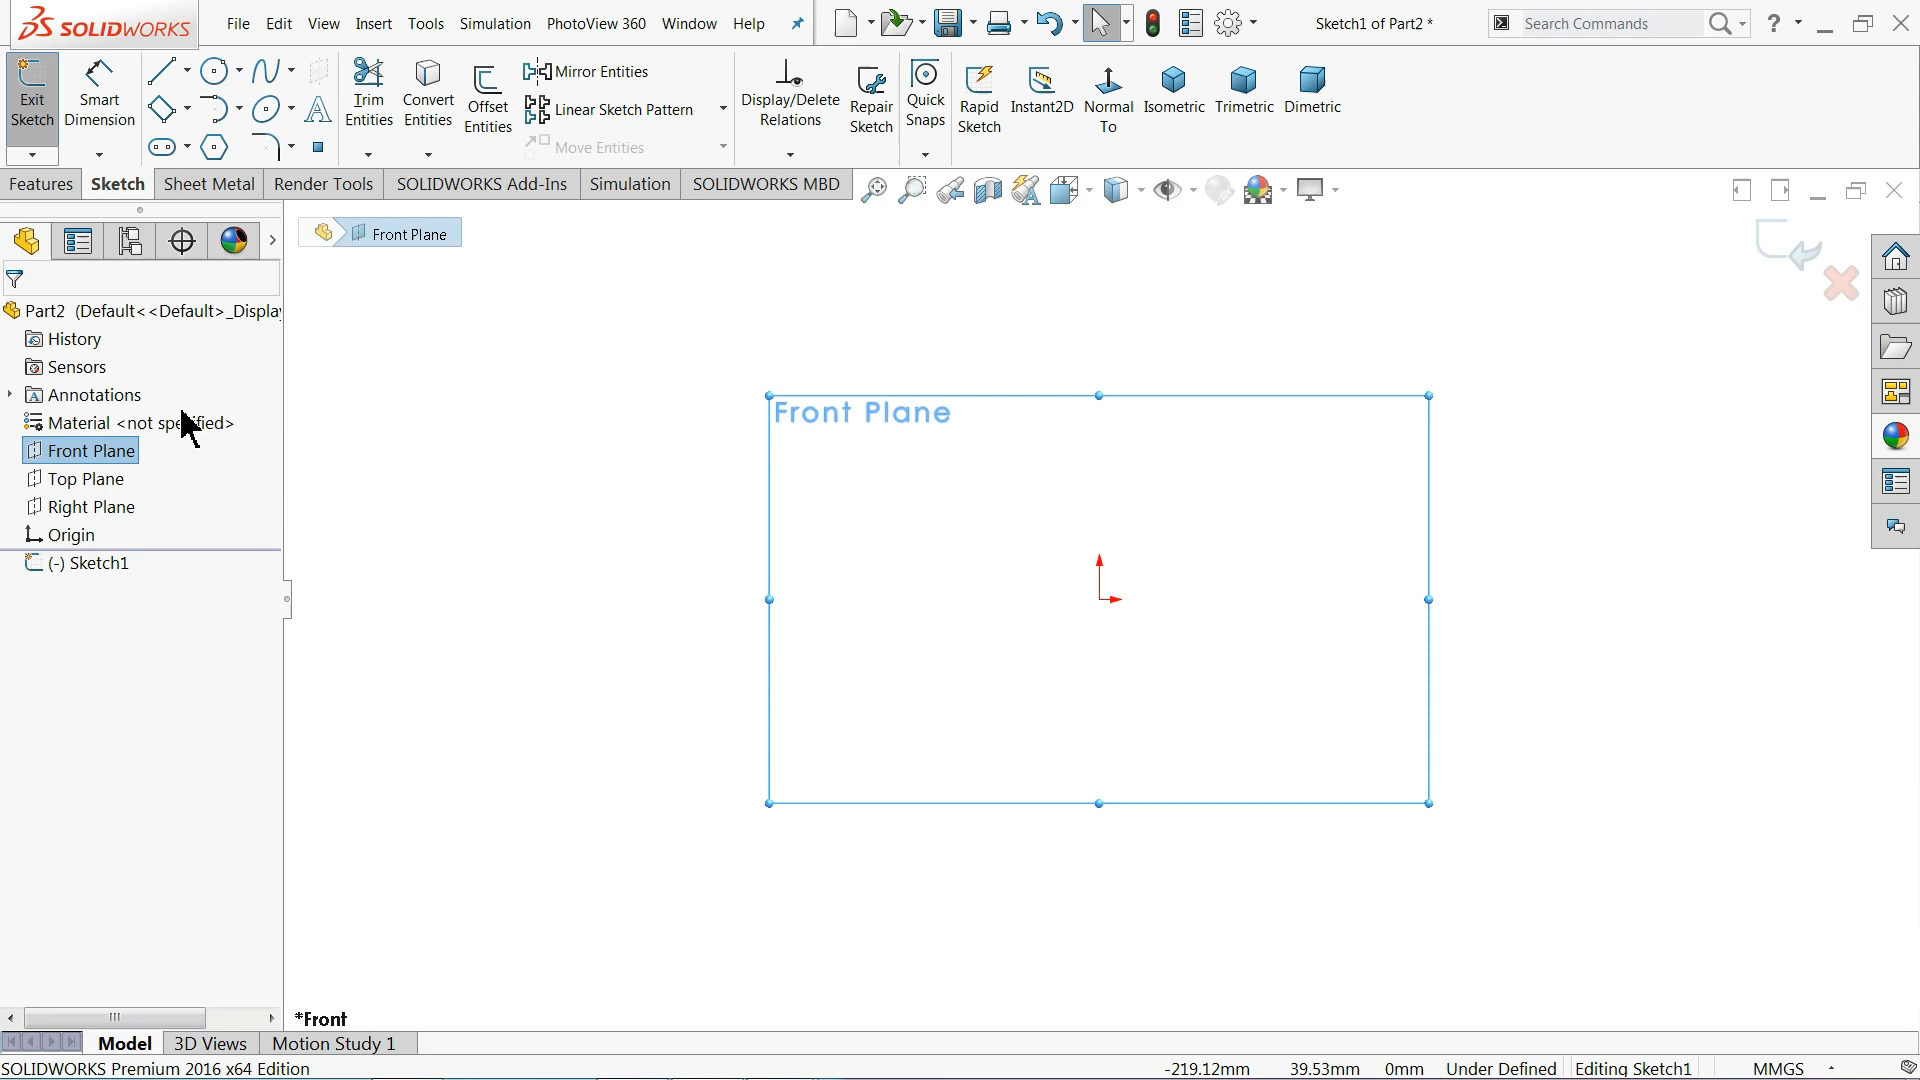 SOLIDWORKS
File Edit View Insert Tools Simulation PhotoView 360 Window Help
Sketch1 of Part2 *
Search Commands
?
Exit Sketch
Smart Dimension
Trim Entities
Convert Entities
Offset Entities
Mirror Entities
Linear Sketch Pattern
Move Entities
Display/Delete Relations
Repair Sketch
Quick Snaps
Rapid Sketch
Instant2D
Normal To
Isometric
Trimetric
Dimetric
Features Sketch Sheet Metal Render Tools SOLIDWORKS Add-Ins Simulation SOLIDWORKS MBD
Front Plane
Part2 (Default<<Default>_Display
History
Sensors
Annotations
Material <not specified>
Front Plane
Top Plane
Right Plane
Origin
(-) Sketch1
Front Plane
*Front
Model 3D Views Motion Study 1
SOLIDWORKS Premium 2016 x64 Edition
-219.12mm 39.53mm 0mm Under Defined Editing Sketch1 MMGS